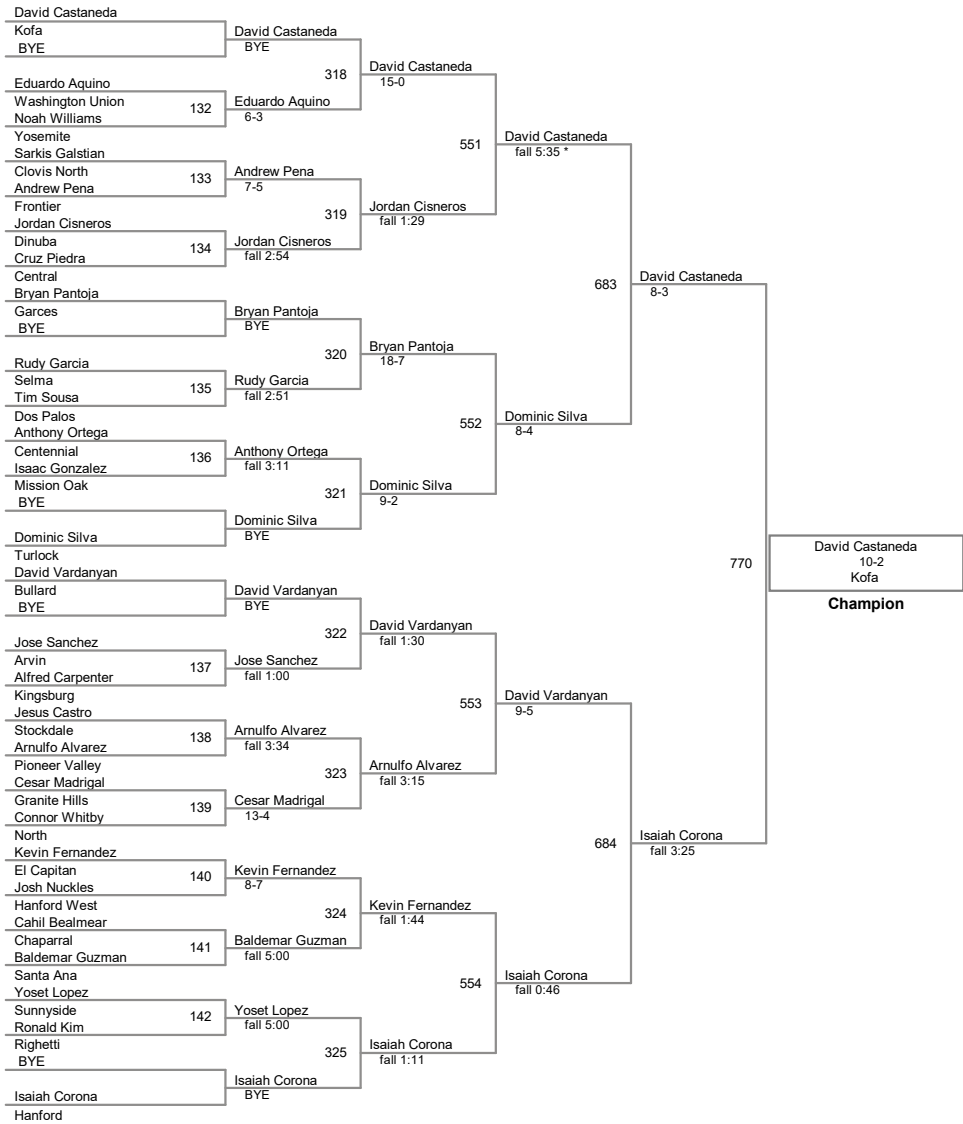 David Castaneda
Kofa
BYE
Eduardo Aquino
Washington Union
132
Noah Williams
Yosemite
Sarkis Galstian
Clovis North
133
Andrew Pena
Frontier
Jordan Cisneros
Dinuba
134
Cruz Piedra
Central
Bryan Pantoja
Garces
BYE
Rudy Garcia
Selma
135
Tim Sousa
Dos Palos
Anthony Ortega
Centennial
136
Isaac Gonzalez
Mission Oak
BYE
Dominic Silva
Turlock
David Vardanyan
Bullard
BYE
Jose Sanchez
Arvin
137
Alfred Carpenter
Kingsburg
Jesus Castro
Stockdale
138
Arnulfo Alvarez
Pioneer Valley
Cesar Madrigal
Granite Hills
139
Connor Whitby
North
Kevin Fernandez
El Capitan
140
Josh Nuckles
Hanford West
Cahil Bealmear
Chaparral
141
Baldemar Guzman
Santa Ana
Yoset Lopez
Sunnyside
142
Ronald Kim
Righetti
BYE
Isaiah Corona
Hanford
David Castaneda
BYE
318
Eduardo Aquino
6-3
Andrew Pena
7-5
319
Jordan Cisneros
fall 2:54
Bryan Pantoja
BYE
320
Rudy Garcia
fall 2:51
Anthony Ortega
fall 3:11
321
Dominic Silva
BYE
David Vardanyan
BYE
322
Jose Sanchez
fall 1:00
Arnulfo Alvarez
fall 3:34
323
Cesar Madrigal
13-4
Kevin Fernandez
8-7
324
Baldemar Guzman
fall 5:00
Yoset Lopez
fall 5:00
325
Isaiah Corona
BYE
David Castaneda
15-0
551
Jordan Cisneros
fall 1:29
Bryan Pantoja
18-7
552
Dominic Silva
9-2
David Vardanyan
fall 1:30
553
Arnulfo Alvarez
fall 3:15
Kevin Fernandez
fall 1:44
554
Isaiah Corona
fall 1:11
David Castaneda
fall 5:35 *
683
Dominic Silva
8-4
David Vardanyan
9-5
684
Isaiah Corona
fall 0:46
David Castaneda
8-3
770
Isaiah Corona
fall 3:25
David Castaneda
10-2
Kofa
Champion